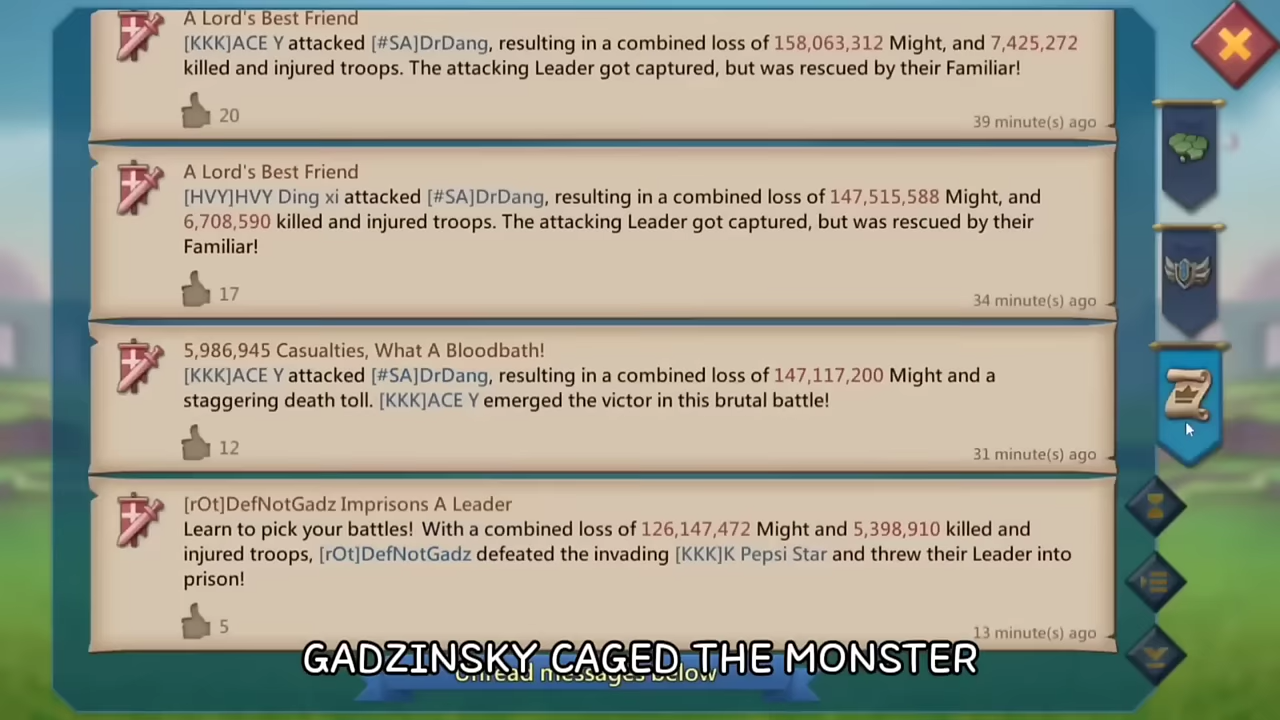 A Lord's Best Friend
[KKK]ACE Y attacked [#SA]DrDang, resulting in a combined loss of 158,063,312 Might, and 7,425,272
killed and injured troops. The attacking Leader got captured, but was rescued by their Familiar!
20
39 minute(s) ago
A Lord's Best Friend
[HVY]HVY Ding xi attacked [#SA]DrDang, resulting in a combined loss of 147,515,588 Might, and
6,708,590 killed and injured troops. The attacking Leader got captured, but was rescued by their
Familiar!
17
34 minute(s) ago
5,986,945 Casualties, What A Bloodbath!
[KKK]ACE Y attacked [#SA]DrDang, resulting in a combined loss of 147,117,200 Might and a
staggering death toll. [KKK]ACE Y emerged the victor in this brutal battle!
12
31 minute(s) ago
[rOt]DefNotGadz Imprisons A Leader
Learn to pick your battles! With a combined loss of 126,147,472 Might and 5,398,910 killed and
injured troops, [rOt]DefNotGadz defeated the invading [KKK]K Pepsi Star and threw their Leader into
prison!
5
13 minute(s) ago
GADZINSKY CAGED THE MONSTER
Unread messages below